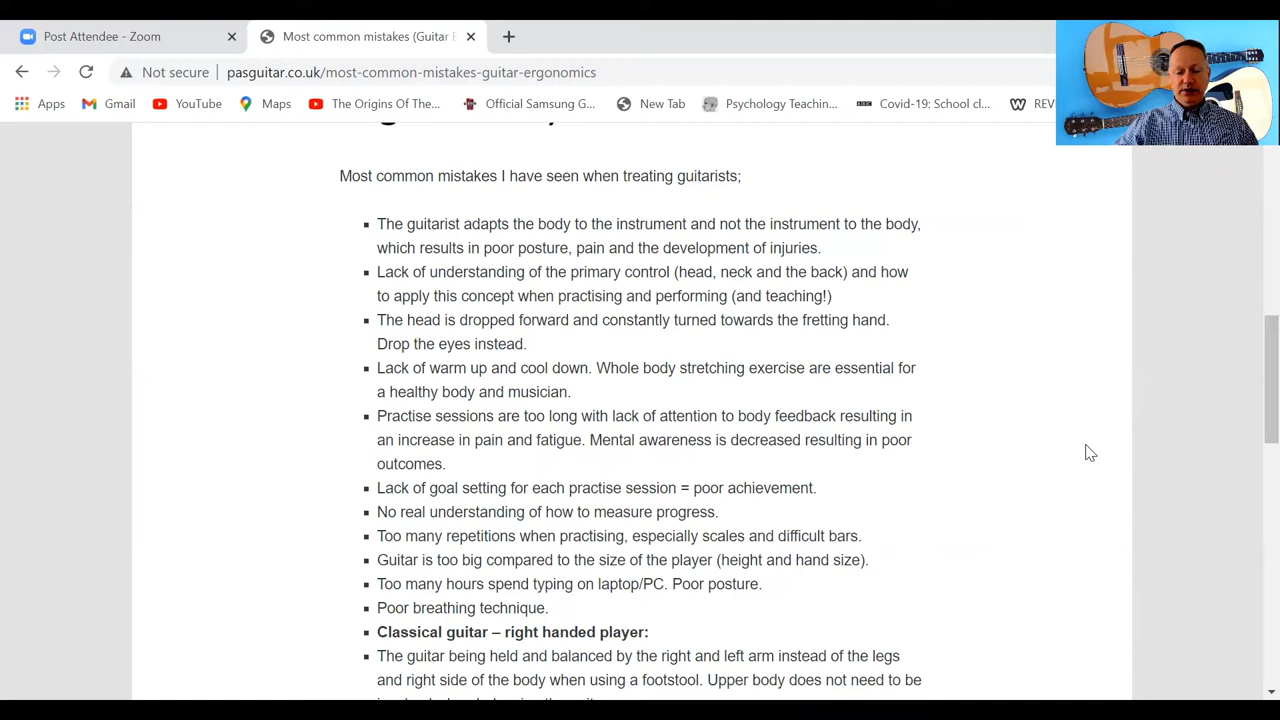 Post Attendee - Zoom
Most common mistakes (Guitar E
Not secure
pasguitar.co.uk/most-common-mistakes-guitar-ergonomics
Apps
Gmail
YouTube
Maps
The Origins Of The...
Official Samsung G...
New Tab
Psychology Teachin...
Covid-19: School cl...
REV
Most common mistakes I have seen when treating guitarists;
The guitarist adapts the body to the instrument and not the instrument to the body,
which results in poor posture, pain and the development of injuries.
Lack of understanding of the primary control (head, neck and the back) and how
to apply this concept when practising and performing (and teaching!)
The head is dropped forward and constantly turned towards the fretting hand.
Drop the eyes instead.
Lack of warm up and cool down. Whole body stretching exercise are essential for
a healthy body and musician.
Practise sessions are too long with lack of attention to body feedback resulting in
an increase in pain and fatigue. Mental awareness is decreased resulting in poor
outcomes.
Lack of goal setting for each practise session = poor achievement.
No real understanding of how to measure progress.
Too many repetitions when practising, especially scales and difficult bars.
Guitar is too big compared to the size of the player (height and hand size).
Too many hours spend typing on laptop/PC. Poor posture.
Poor breathing technique.
Classical guitar – right handed player:
The guitar being held and balanced by the right and left arm instead of the legs
and right side of the body when using a footstool. Upper body does not need to be